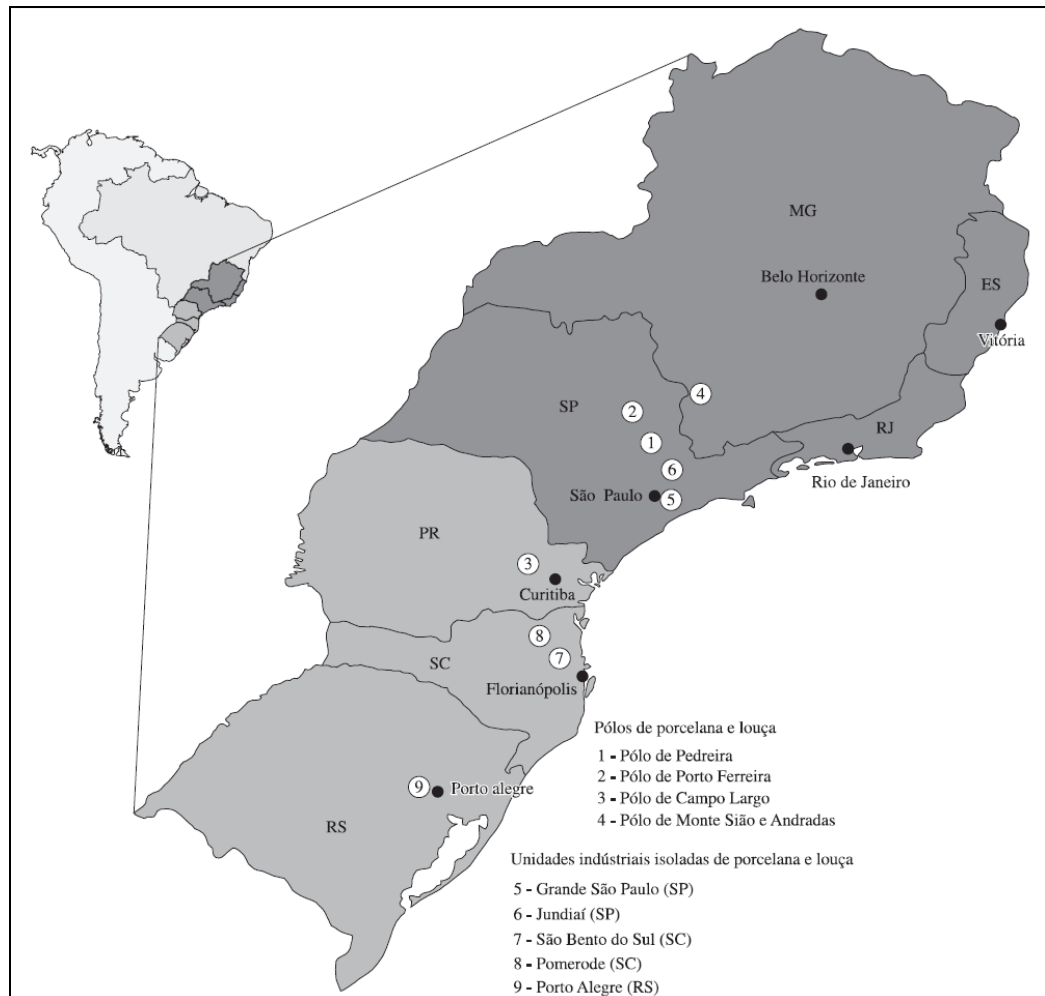 MG
Belo Horizonte
ES
Vitória
SP
4
2
1
RJ
6
São Paulo
5
Rio de Janeiro
PR
3
Curitiba
8
SC
7
Florianópolis
9
Porto alegre
RS
Pólos de porcelana e louça
1 - Pólo de Pedreira
2 - Pólo de Porto Ferreira
3 - Pólo de Campo Largo
4 - Pólo de Monte Sião e Andradas
Unidades indústriais isoladas de porcelana e louça
5 - Grande São Paulo (SP)
6 - Jundiaí (SP)
7 - São Bento do Sul (SC)
8 - Pomerode (SC)
9 - Porto Alegre (RS)